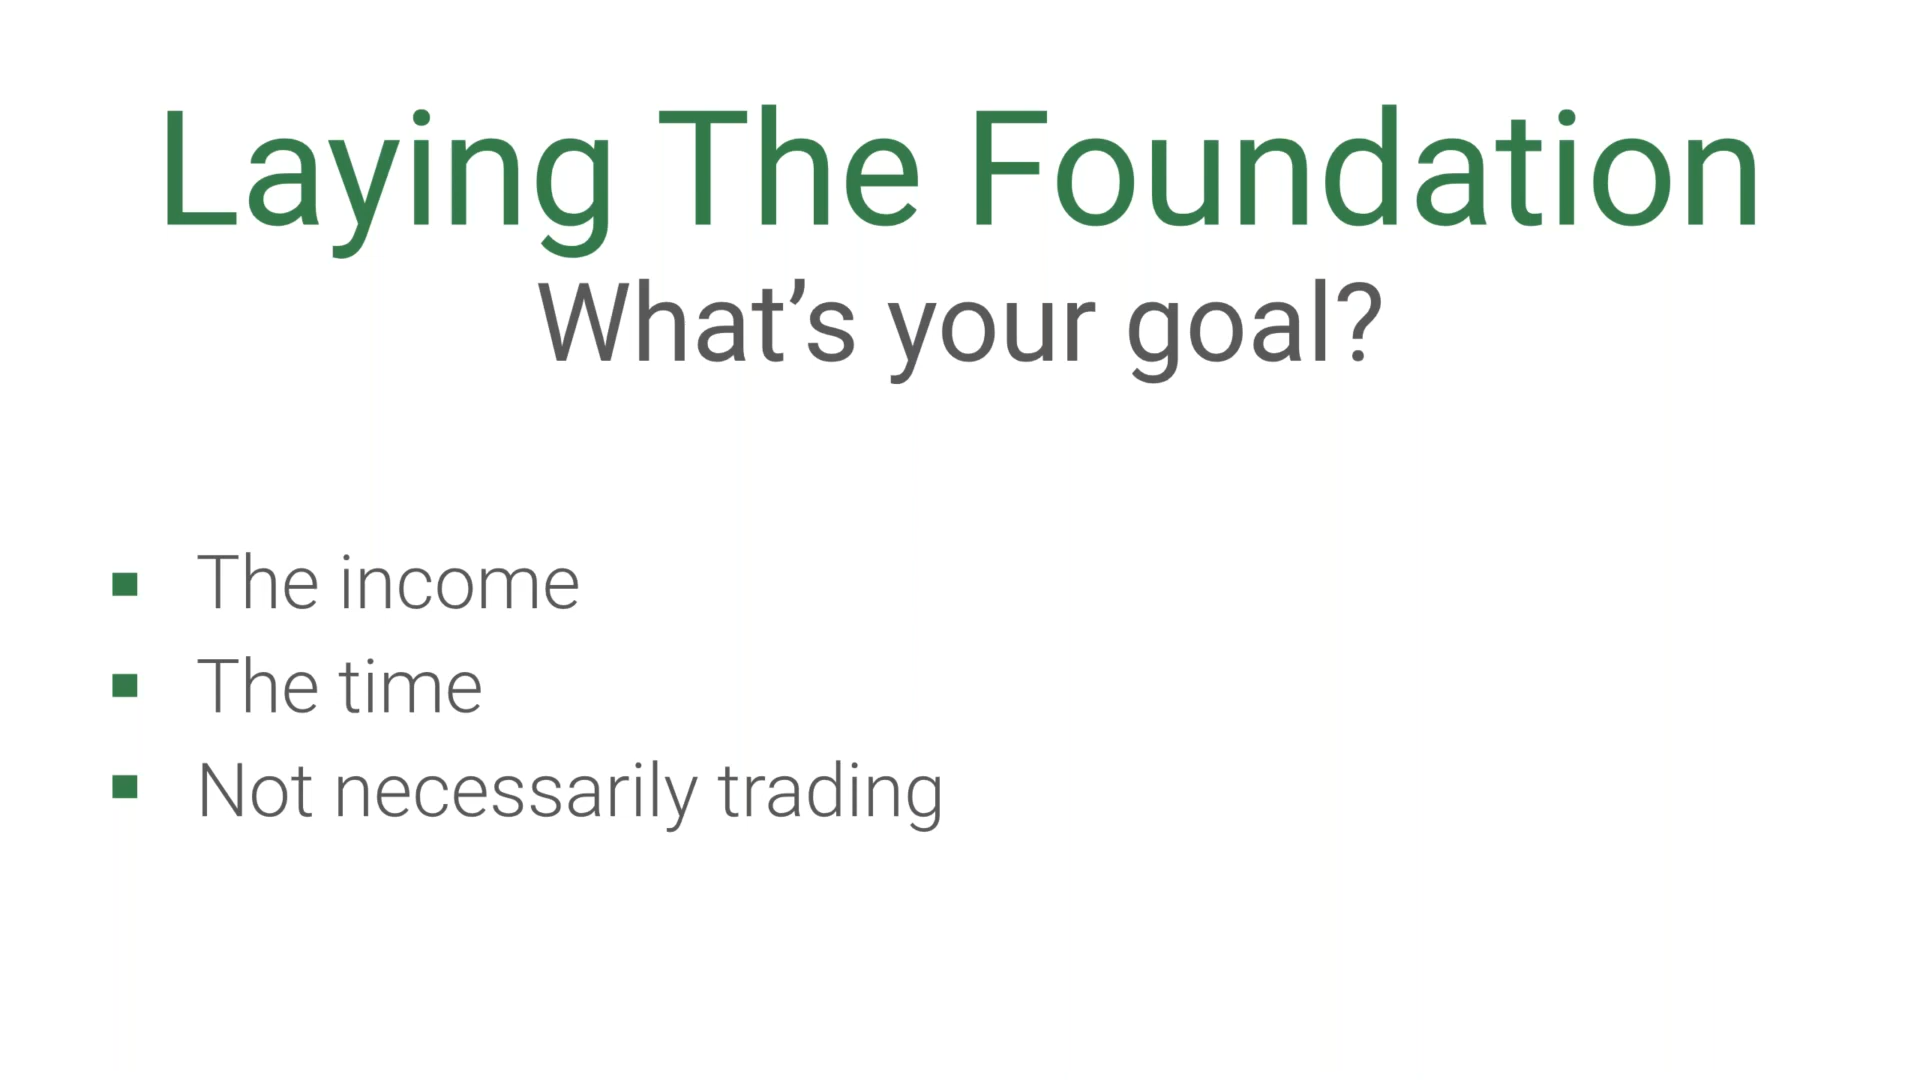 Laying The Foundation
What’s your goal?
The income
The time
Not necessarily trading